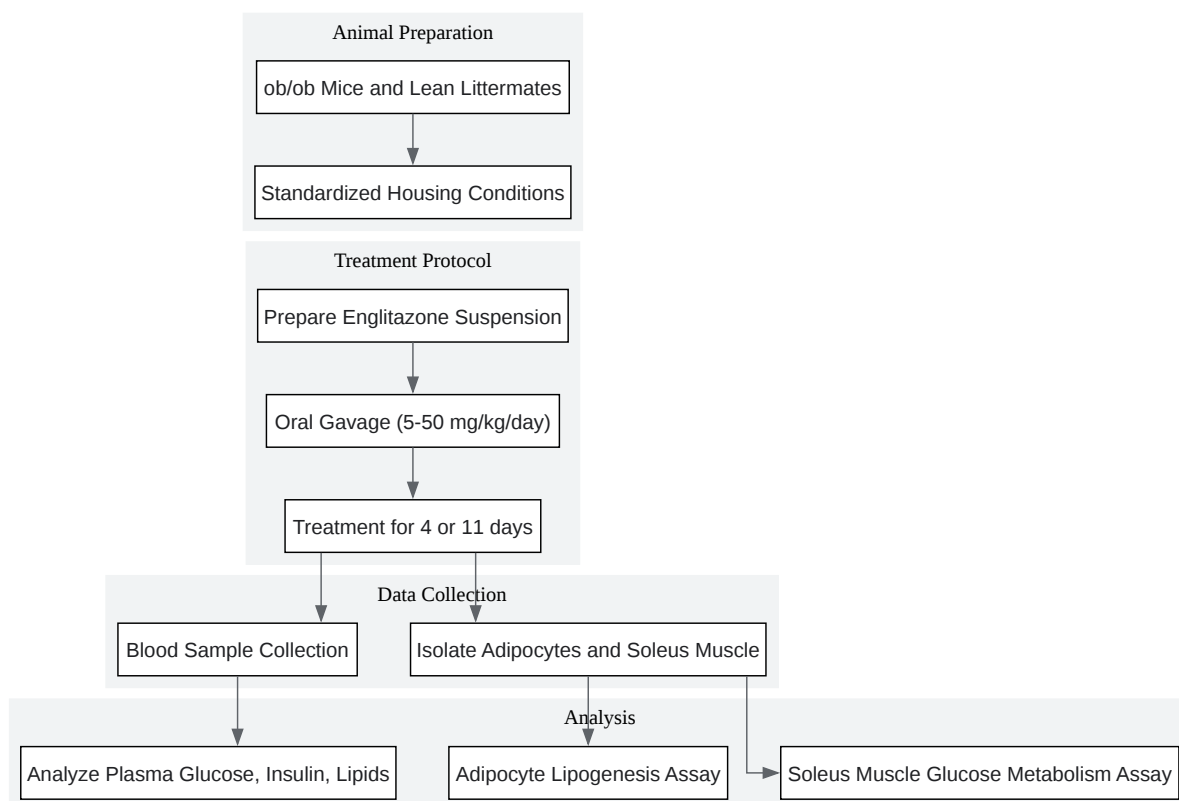 Animal Preparation
ob/ob Mice and Lean Littermates
Standardized Housing Conditions
Treatment Protocol
Prepare Englitazone Suspension
Oral Gavage (5-50 mg/kg/day)
Treatment for 4 or 11 days
Data Collection
Blood Sample Collection
Isolate Adipocytes and Soleus Muscle
Analysis
Analyze Plasma Glucose, Insulin, Lipids
Adipocyte Lipogenesis Assay
Soleus Muscle Glucose Metabolism Assay